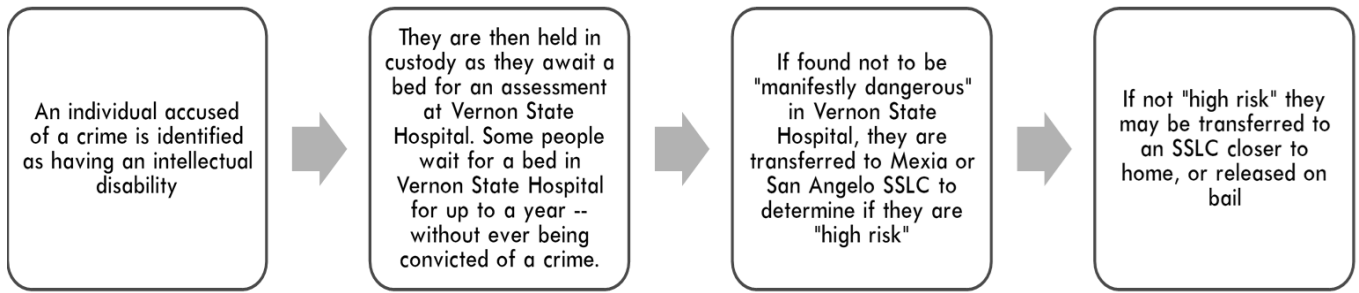 An individual accused
of a crime is identified
as having an intellectual
disability
They are then held in
custody as they await a
bed for an assessment
at Vernon State
Hospital. Some people
wait for a bed in
Vernon State Hospital
for up to a year --
without ever being
convicted of a crime.
If found not to be
"manifestly dangerous"
in Vernon State
Hospital, they are
transferred to Mexia or
San Angelo SSLC to
determine if they are
"high risk"
If not "high risk" they
may be transferred to
an SSLC closer to
home, or released on
bail